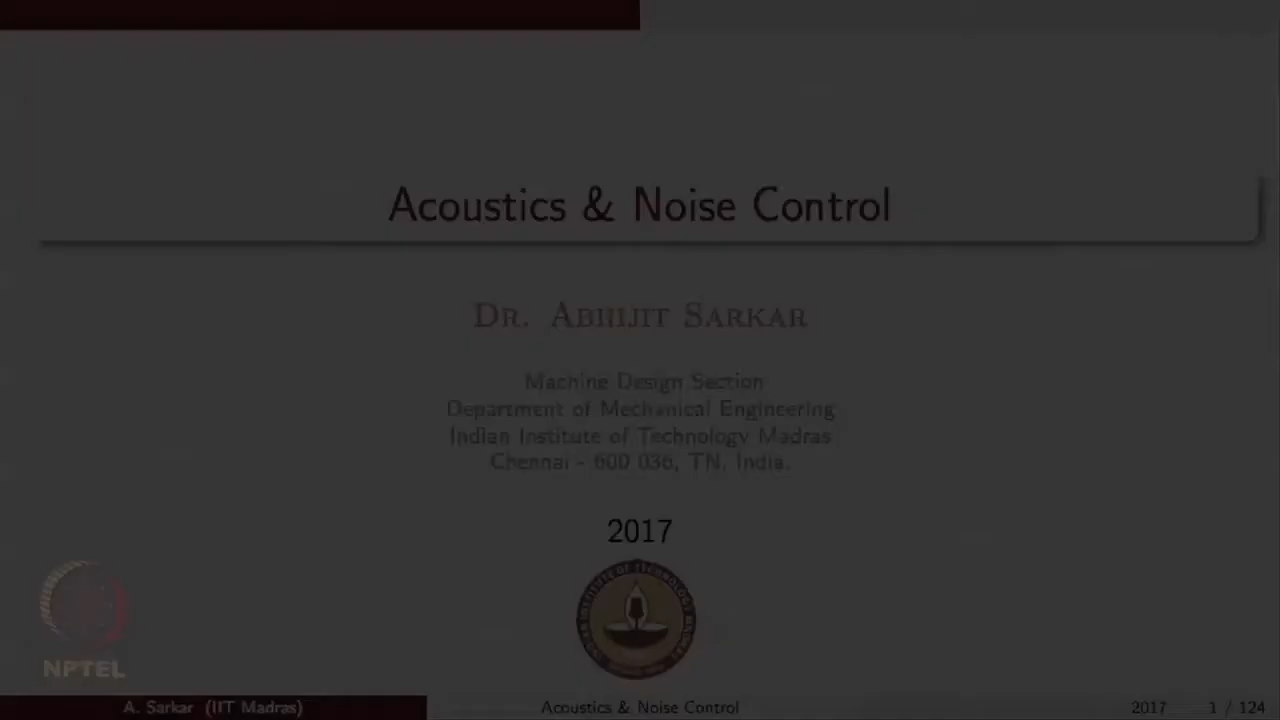 Acoustics & Noise Control
Dr. Abhijit Sarkar
Machine Design Section
Department of Mechanical Engineering
Indian Institute of Technology Madras
Chennai - 600 036, TN, India.
2017
NPTEL
A. Sarkar (IIT Madras)
Acoustics & Noise Control
2017 1 / 124